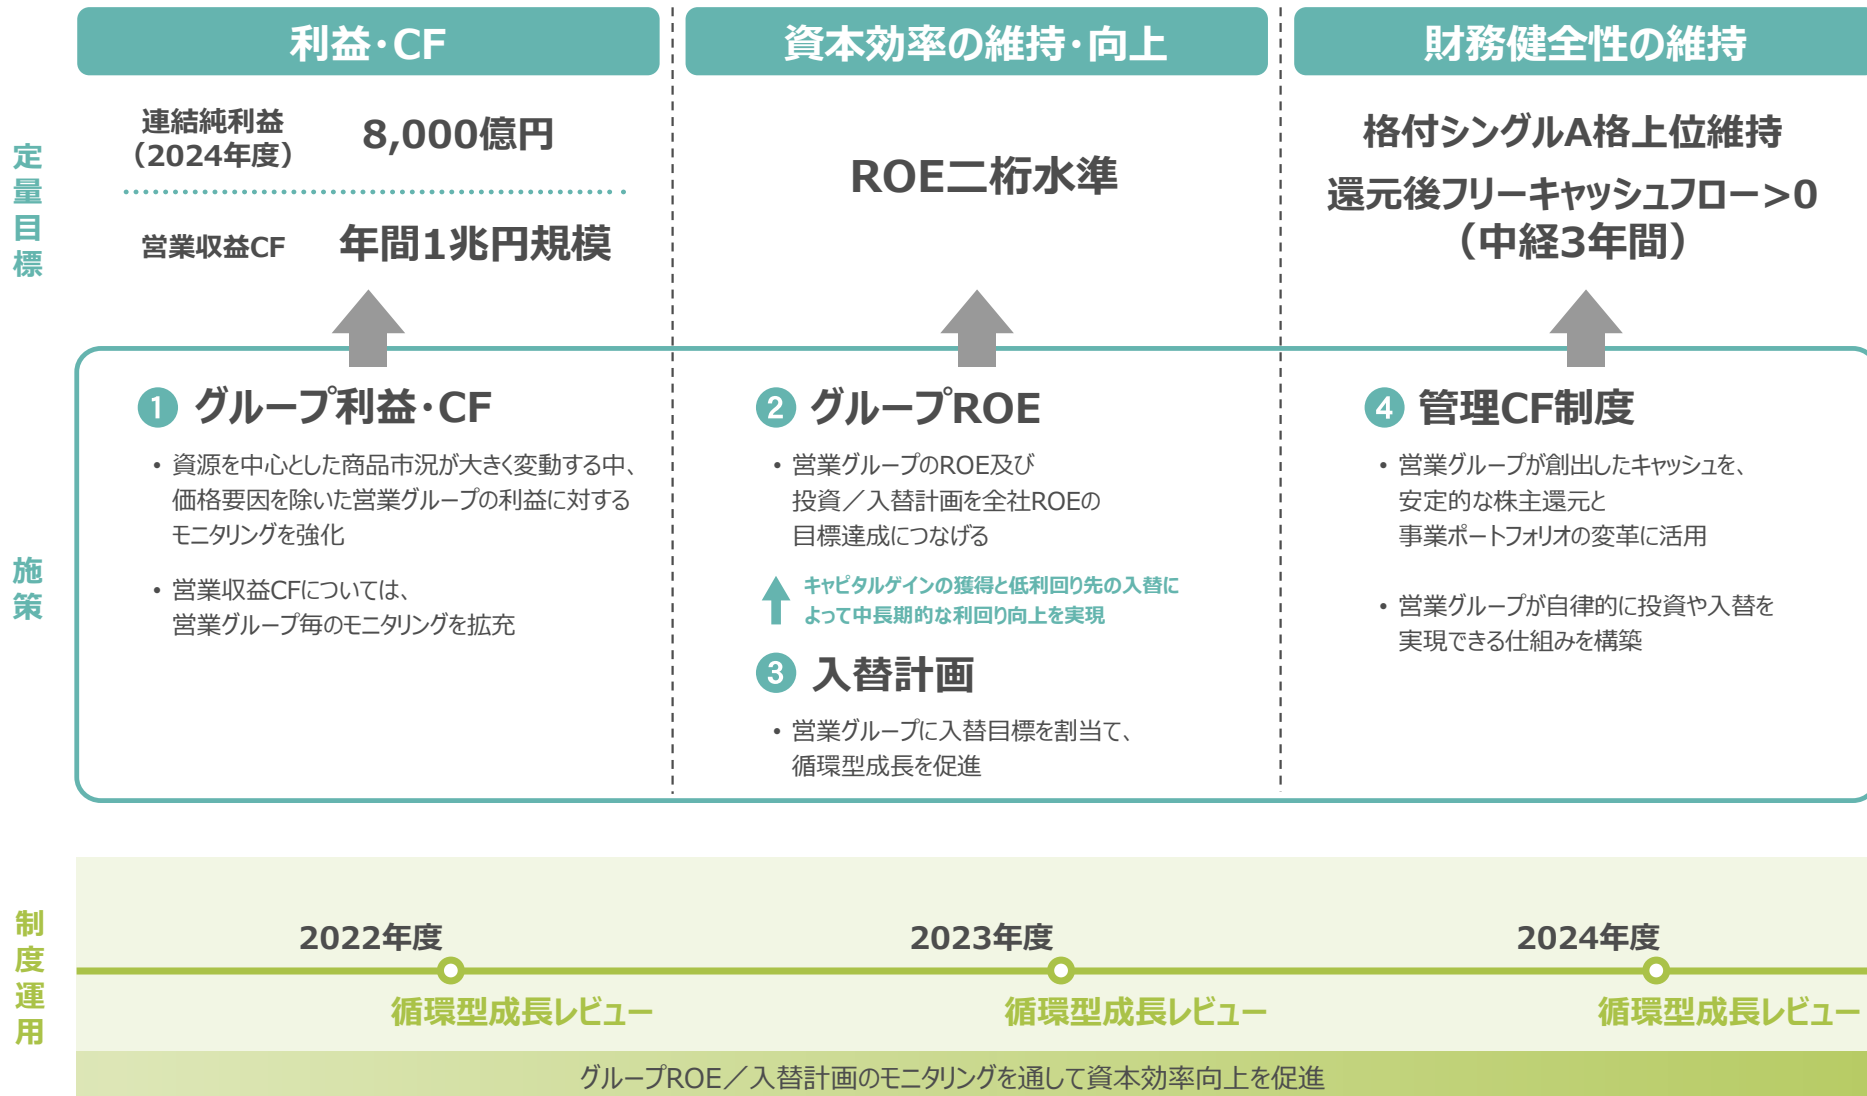 利益・CF
資本効率の維持・向上
財務健全性の維持
定量目標
連結純利益
（2024年度）
8,000億円
営業収益CF
年間1兆円規模
ROE二桁水準
格付シングルA格上位維持
還元後フリーキャッシュフロー>0
（中経3年間）
施策
1 グループ利益・CF
• 資源を中心とした商品市況が大きく変動する中、
価格要因を除いた営業グループの利益に対する
モニタリングを強化
• 営業収益CFについては、
営業グループ毎のモニタリングを拡充
2 グループROE
• 営業グループのROE及び
投資／入替計画を全社ROEの
目標達成につなげる
キャピタルゲインの獲得と低利回り先の入替に
よって中長期的な利回り向上を実現
3 入替計画
• 営業グループに入替目標を割当て、
循環型成長を促進
4 管理CF制度
• 営業グループが創出したキャッシュを、
安定的な株主還元と
事業ポートフォリオの変革に活用
• 営業グループが自律的に投資や入替を
実現できる仕組みを構築
制度運用
2022年度
2023年度
2024年度
循環型成長レビュー
循環型成長レビュー
循環型成長レビュー
グループROE／入替計画のモニタリングを通して資本効率向上を促進